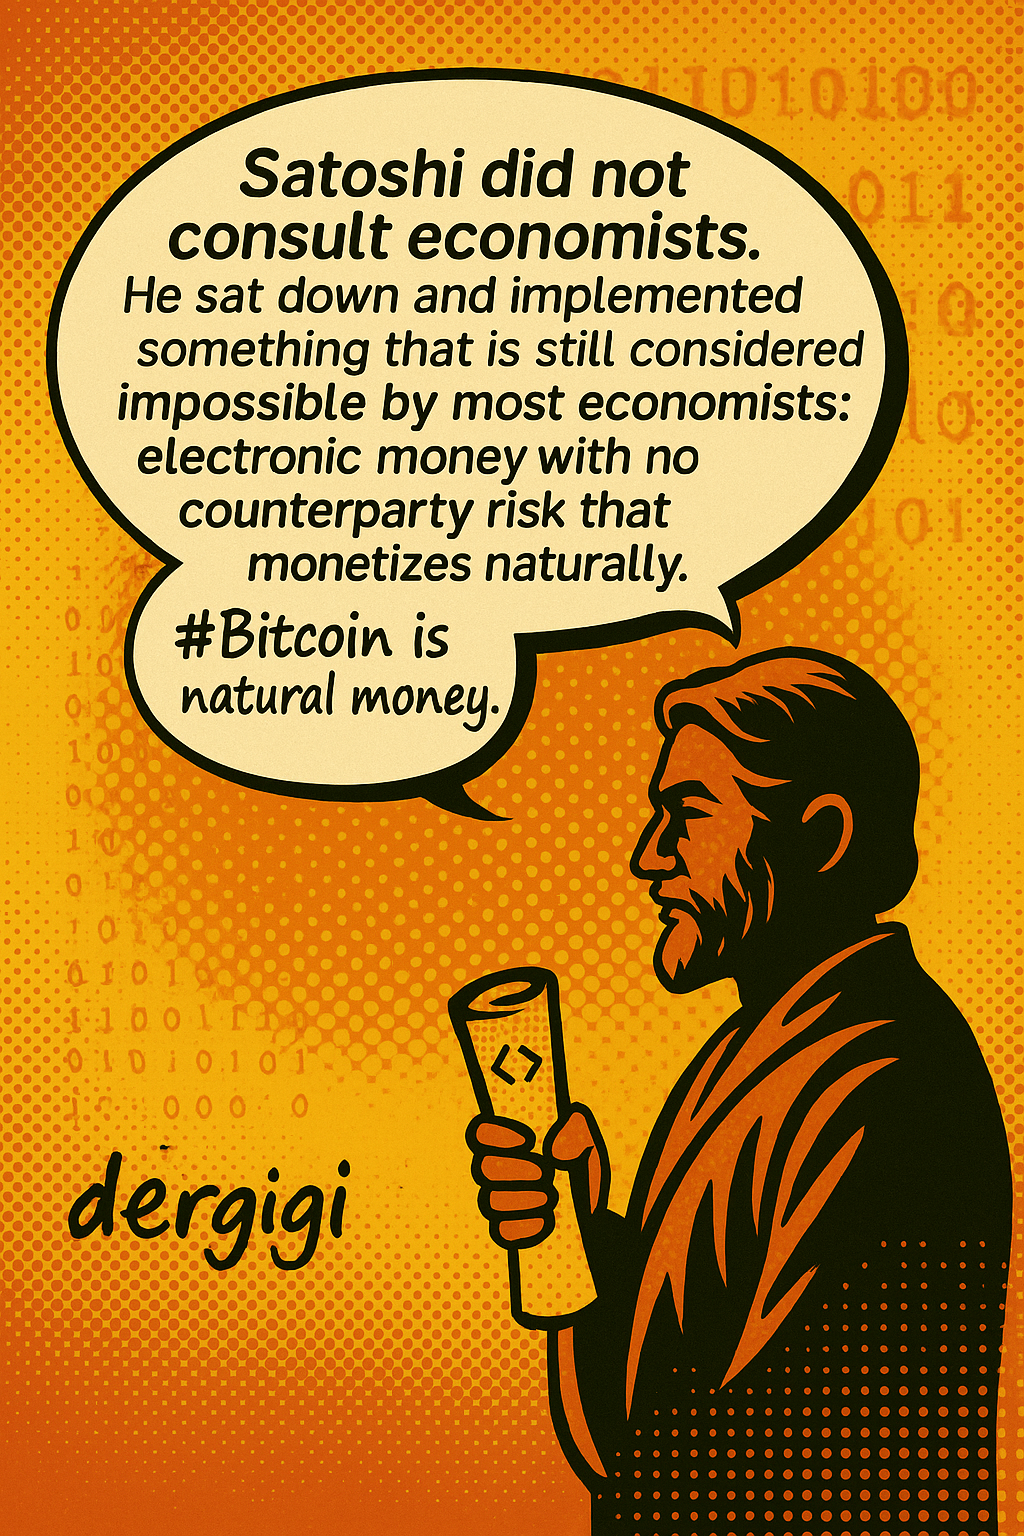 Satoshi did not
consult economists.
He sat down and implemented
something that is still considered
impossible by most economists:
electronic money with no
counterparty risk that
monetizes naturally.
#Bitcoin is
natural money.
<>
dergigi